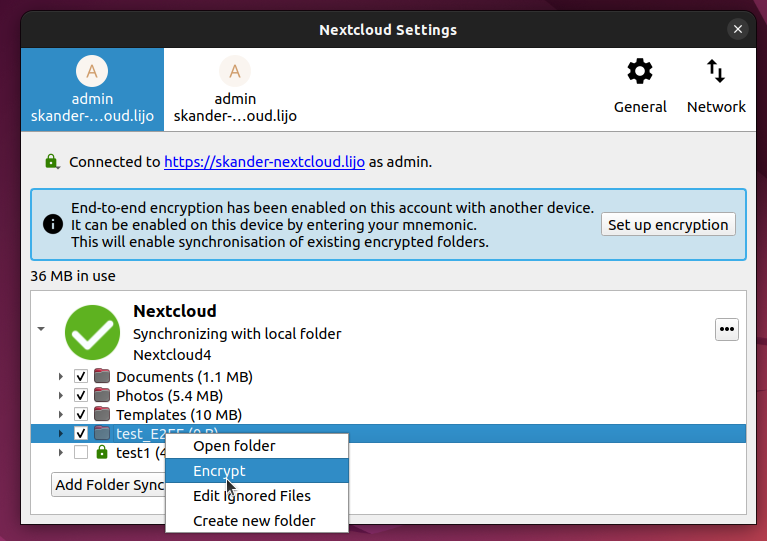 Nextcloud Settings
A
admin
skander-...oud.lijo
A
admin
skander-...oud.lijo
General
Network
Connected to https://skander-nextcloud.lijo as admin.
End-to-end encryption has been enabled on this account with another device.
It can be enabled on this device by entering your mnemonic.
This will enable synchronisation of existing encrypted folders.
Set up encryption
36 MB in use
Nextcloud
Synchronizing with local folder
Nextcloud4
Documents (1.1 MB)
Photos (5.4 MB)
Templates (10 MB)
test_E2EE (0 B)
test1 (4
Add Folder Sync
Open folder
Encrypt
Edit Ignored Files
Create new folder